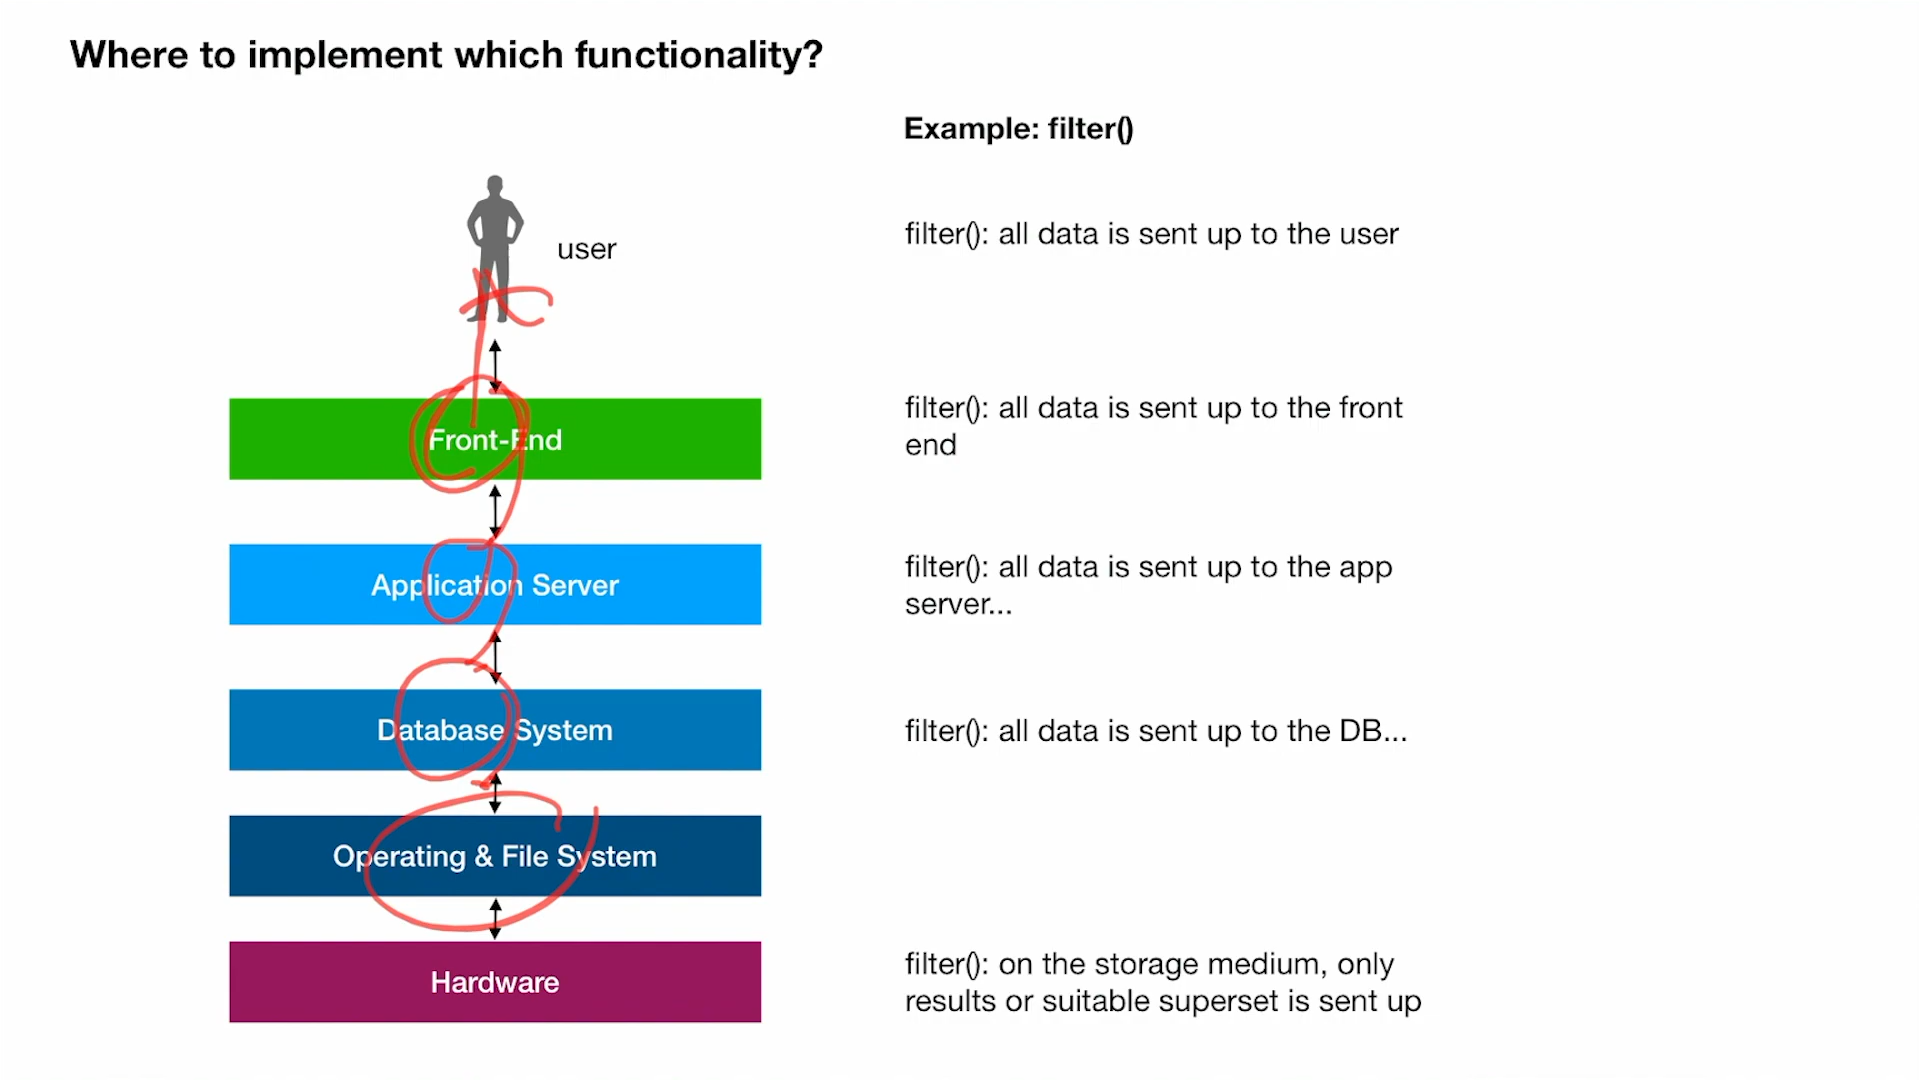 Where to implement which functionality?
Example: filter()
user
filter(): all data is sent up to the user
Front-End
filter(): all data is sent up to the front
end
Application Server
filter(): all data is sent up to the app
server...
Database System
filter(): all data is sent up to the DB...
Operating & File System
Hardware
filter(): on the storage medium, only
results or suitable superset is sent up